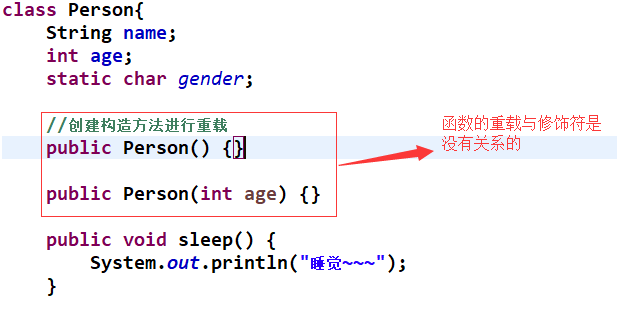 class Person{
String name;
int age;
static char gender;
//创建构造方法进行重载
public Person() {}
public Person(int age) {}
函数的重载与修饰符是
没有关系的
public void sleep() {
System.out.println("睡觉~~~");
}